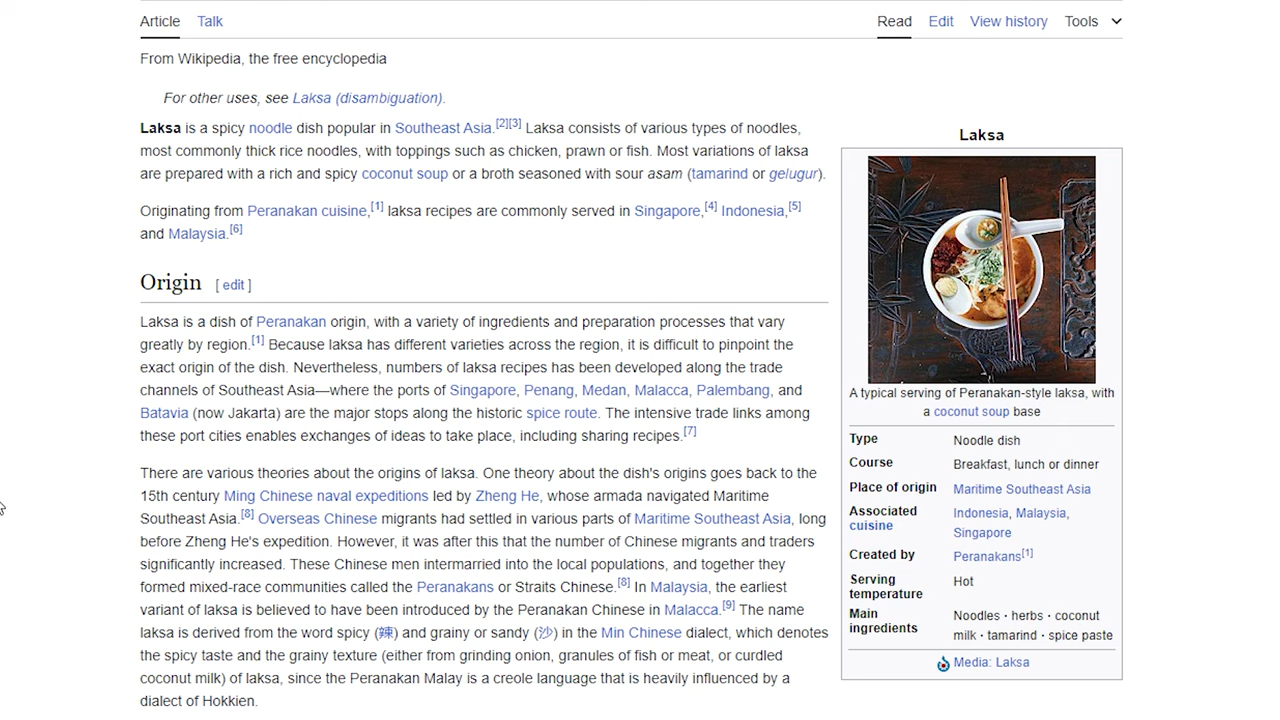 Article Talk Read Edit View history Tools
From Wikipedia, the free encyclopedia
For other uses, see Laksa (disambiguation).
Laksa is a spicy noodle dish popular in Southeast Asia.[2][3] Laksa consists of various types of noodles,
most commonly thick rice noodles, with toppings such as chicken, prawn or fish. Most variations of laksa
are prepared with a rich and spicy coconut soup or a broth seasoned with sour asam (tamarind or gelugur).
Originating from Peranakan cuisine,[1] laksa recipes are commonly served in Singapore,[4] Indonesia,[5]
and Malaysia.[6]
Origin [ edit ]
Laksa is a dish of Peranakan origin, with a variety of ingredients and preparation processes that vary
greatly by region.[1] Because laksa has different varieties across the region, it is difficult to pinpoint the
exact origin of the dish. Nevertheless, numbers of laksa recipes has been developed along the trade
channels of Southeast Asia—where the ports of Singapore, Penang, Medan, Malacca, Palembang, and
Batavia (now Jakarta) are the major stops along the historic spice route. The intensive trade links among
these port cities enables exchanges of ideas to take place, including sharing recipes.[7]
There are various theories about the origins of laksa. One theory about the dish's origins goes back to the
15th century Ming Chinese naval expeditions led by Zheng He, whose armada navigated Maritime
Southeast Asia.[8] Overseas Chinese migrants had settled in various parts of Maritime Southeast Asia, long
before Zheng He's expedition. However, it was after this that the number of Chinese migrants and traders
significantly increased. These Chinese men intermarried into the local populations, and together they
formed mixed-race communities called the Peranakans or Straits Chinese.[8] In Malaysia, the earliest
variant of laksa is believed to have been introduced by the Peranakan Chinese in Malacca.[9] The name
laksa is derived from the word spicy (辣) and grainy or sandy (沙) in the Min Chinese dialect, which denotes
the spicy taste and the grainy texture (either from grinding onion, granules of fish or meat, or curdled
coconut milk) of laksa, since the Peranakan Malay is a creole language that is heavily influenced by a
dialect of Hokkien.
Laksa
A typical serving of Peranakan-style laksa, with
a coconut soup base
Type Noodle dish
Course Breakfast, lunch or dinner
Place of origin Maritime Southeast Asia
Associated Indonesia, Malaysia,
cuisine Singapore
Created by Peranakans[1]
Serving Hot
temperature
Main Noodles · herbs · coconut
ingredients milk · tamarind · spice paste
Media: Laksa